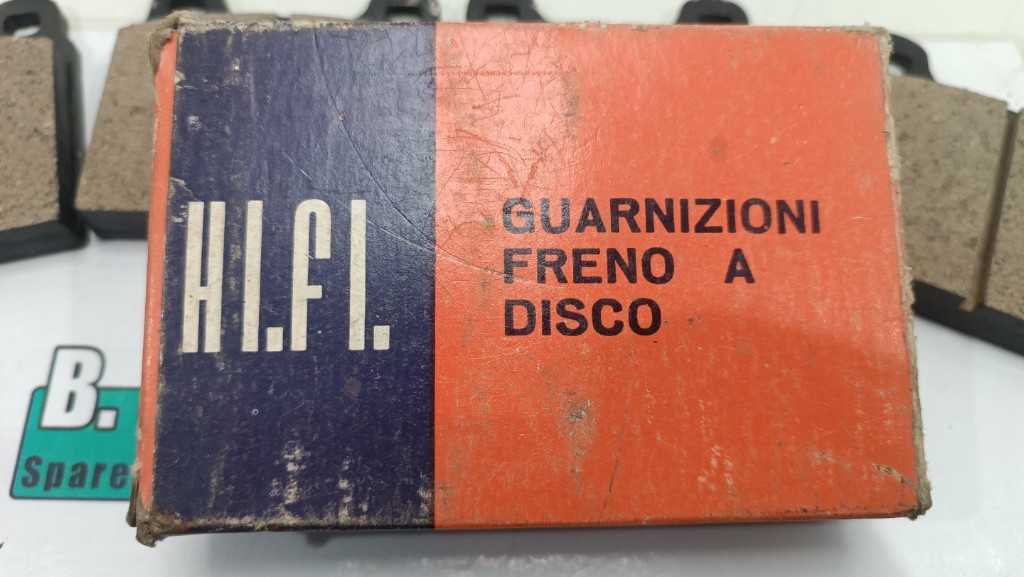 HI.FI.
GUARNIZIONI
FRENO A
DISCO
B.
Spare